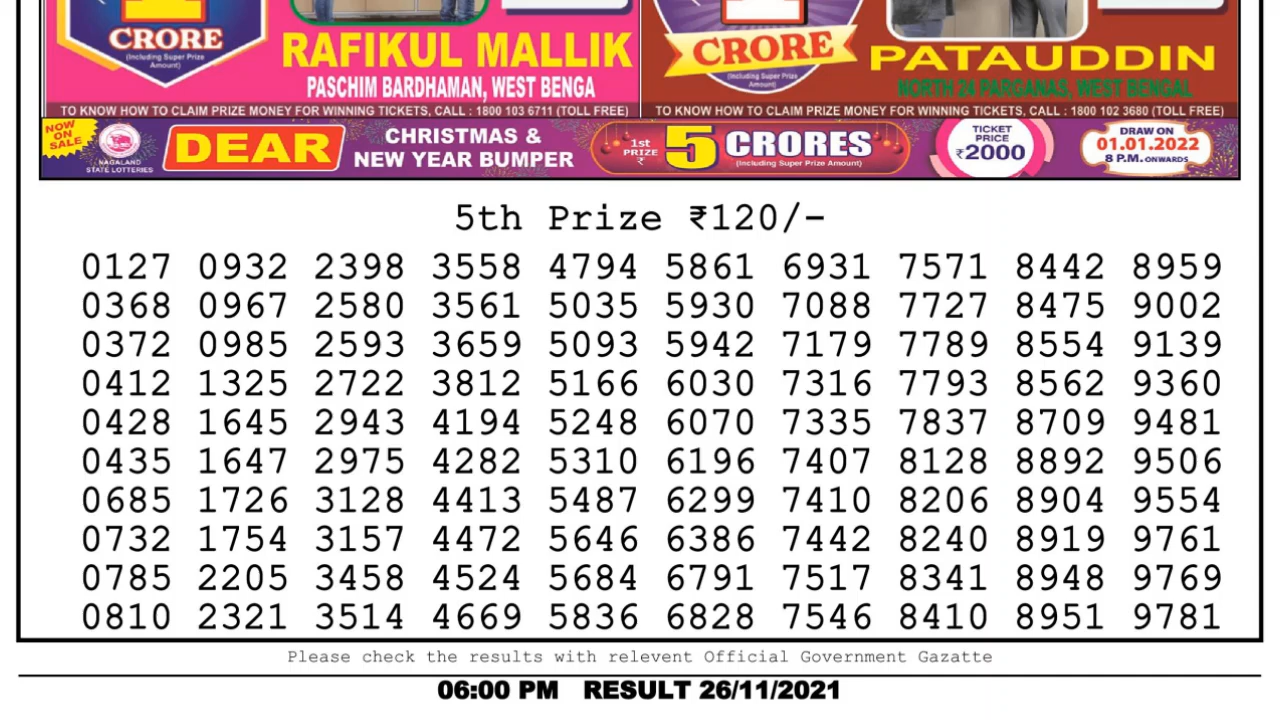 1
CRORE
(Including Super Prize
Amount)
RAFIKUL MALLIK
PASCHIM BARDHAMAN, WEST BENGA
TO KNOW HOW TO CLAIM PRIZE MONEY FOR WINNING TICKETS, CALL : 1800 103 6711 (TOLL FREE)
1
CRORE
(Including Super Prize
Amount)
PATAUDDIN
NORTH 24 PARGANAS, WEST BENGAL
TO KNOW HOW TO CLAIM PRIZE MONEY FOR WINNING TICKETS, CALL : 1800 102 3680 (TOLL FREE)
NOW
ON
SALE
NAGALAND
STATE LOTTERIES
DEAR
CHRISTMAS &
NEW YEAR BUMPER
1st
PRIZE
₹
5 CRORES
(Including Super Prize Amount)
TICKET
PRICE
₹2000
DRAW ON
01.01.2022
8 P.M. ONWARDS
5th Prize ₹120/-
0127 0932 2398 3558 4794 5861 6931 7571 8442 8959
0368 0967 2580 3561 5035 5930 7088 7727 8475 9002
0372 0985 2593 3659 5093 5942 7179 7789 8554 9139
0412 1325 2722 3812 5166 6030 7316 7793 8562 9360
0428 1645 2943 4194 5248 6070 7335 7837 8709 9481
0435 1647 2975 4282 5310 6196 7407 8128 8892 9506
0685 1726 3128 4413 5487 6299 7410 8206 8904 9554
0732 1754 3157 4472 5646 6386 7442 8240 8919 9761
0785 2205 3458 4524 5684 6791 7517 8341 8948 9769
0810 2321 3514 4669 5836 6828 7546 8410 8951 9781
Please check the results with relevent Official Government Gazatte
06:00 PM RESULT 26/11/2021